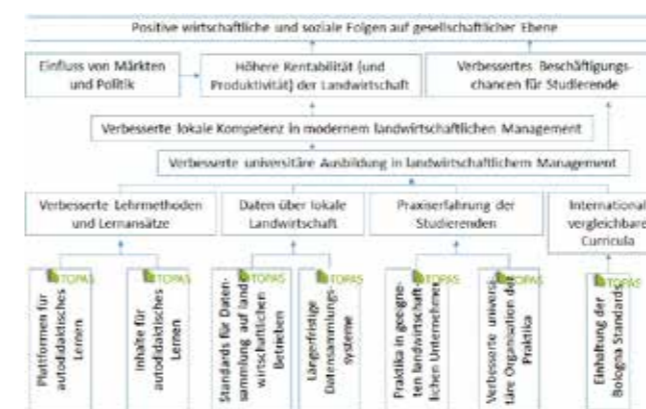 Positive wirtschaftliche und soziale Folgen auf gesellschaftlicher Ebene
Einfluss von Märkten
und Politik
Höhere Rentabilität (und
Produktivität) der Landwirtschaft
Verbessertes Beschäftigungs-
chancen für Studierende
Verbesserte lokale Kompetenz in modernem landwirtschaftlichen Management
Verbesserte universitäre Ausbildung in landwirtschaftlichem Management
Verbesserte Lehrmethoden
und Lernansätze
Daten über lokale
Landwirtschaft
Praxiserfahrung der
Studierenden
International
vergleichbare
Curricula
TOPAS
TOPAS
TOPAS
TOPAS
TOPAS
TOPAS
TOPAS
Plattformen für
autodidaktisches
Lernen
Inhalte für
autodidaktisches
Lernen
Standards für Daten-
sammlung auf land
wirtschaftlichen
Betrieben
Längerfristige
Datensammlungs-
systeme
Praktika in geeigne-
ten landwirtschaft-
lichen Unternehmen
Verbesserte universi-
täre Organisation der
Praktika
Einhaltung der
Bologna Standards